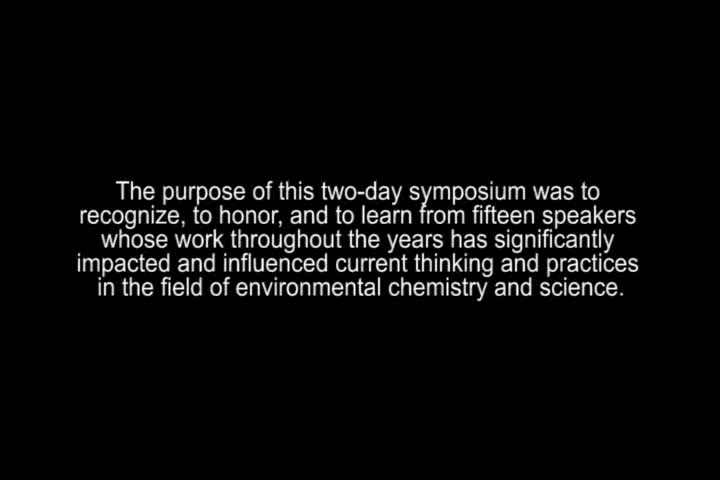 The purpose of this two-day symposium was to
recognize, to honor, and to learn from fifteen speakers
whose work throughout the years has significantly
impacted and influenced current thinking and practices
in the field of environmental chemistry and science.